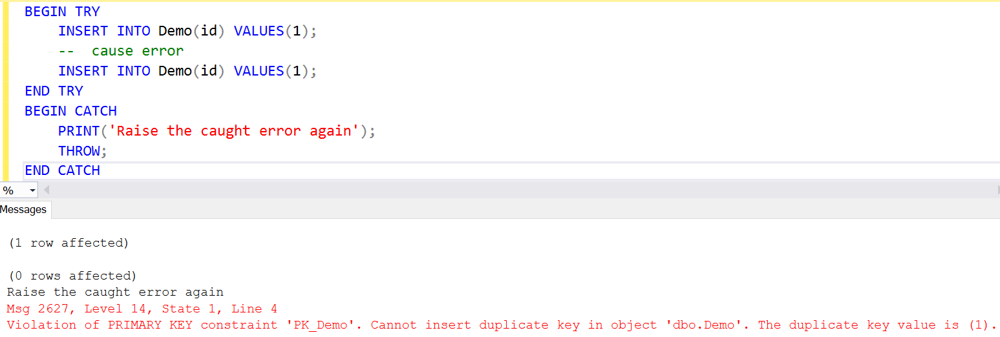 BEGIN TRY
    INSERT INTO Demo(id) VALUES(1);
    --  cause error
    INSERT INTO Demo(id) VALUES(1);
END TRY
BEGIN CATCH
    PRINT('Raise the caught error again');
    THROW;
END CATCH
%
Messages
(1 row affected)
(0 rows affected)
Raise the caught error again
Msg 2627, Level 14, State 1, Line 4
Violation of PRIMARY KEY constraint 'PK_Demo'. Cannot insert duplicate key in object 'dbo.Demo'. The duplicate key value is (1).